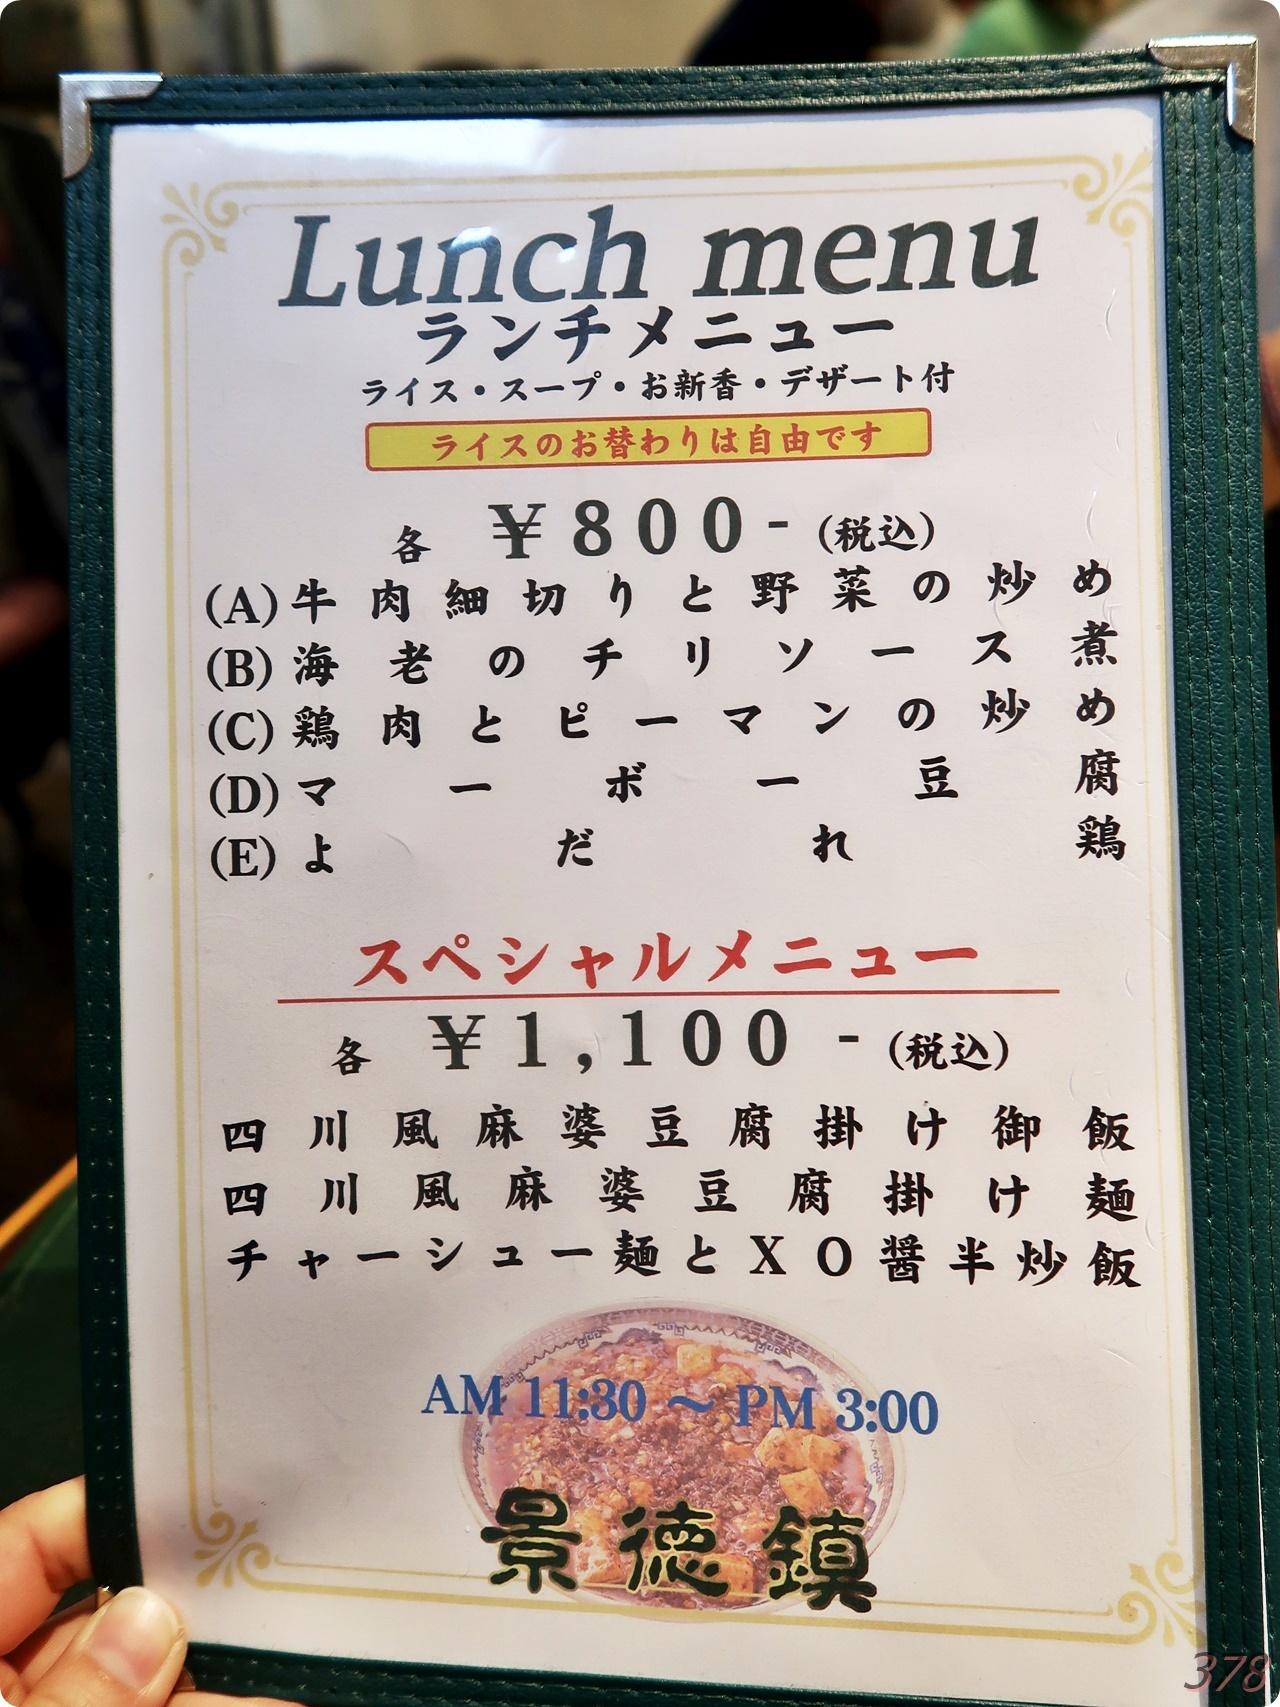 Lunch menu
ランチメニュー
ライス・スープ・お新香・デザート付
ライスのお替わりは自由です
各 ¥800-(税込)
(A)牛肉細切りと野菜の炒め
(B)海老のチリソース煮
(C)鶏肉とピーマンの炒め
(D)マーボー豆腐
(E)よだれ鶏
スペシャルメニュー
各 ¥1,100-(税込)
四川風麻婆豆腐掛け御飯
四川風麻婆豆腐掛け麺
チャーシュー麺とXO醤半炒飯
AM 11:30 ～ PM 3:00
景徳鎮
378